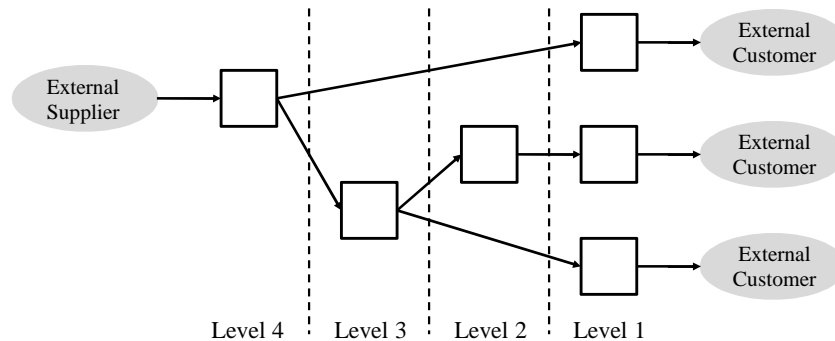 External
Customer
External
Supplier
External
Customer
External
Customer
Level 4
Level 3
Level 2
Level 1